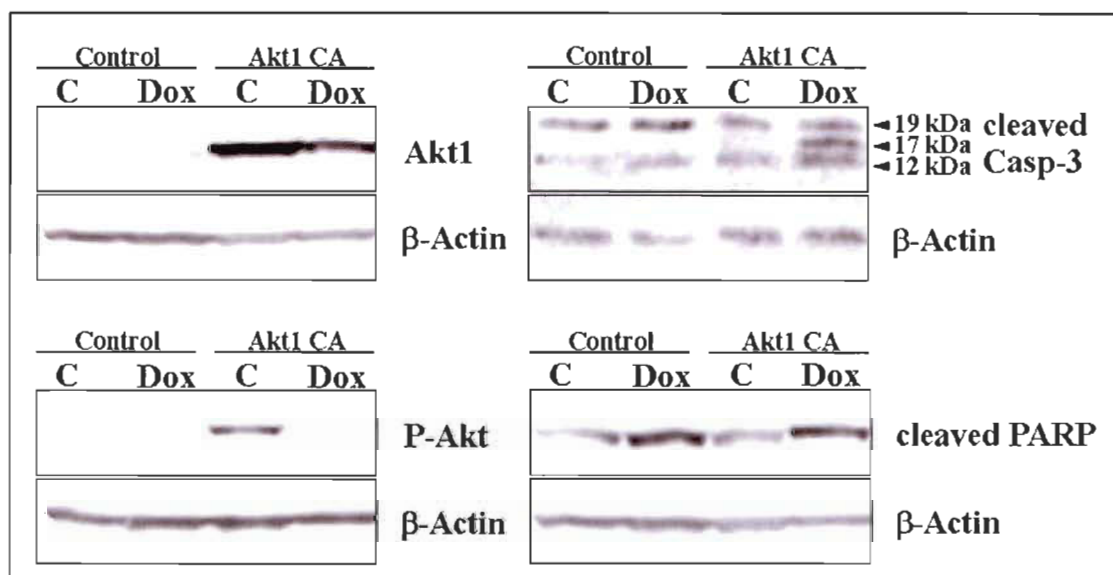 Control Akt1 CA
C Dox C Dox
Akt1
β-Actin
Control Akt1 CA
C Dox C Dox
◄19 kDa cleaved
◄17 kDa
◄12 kDa Casp-3
β-Actin
Control Akt1 CA
C Dox C Dox
P-Akt
β-Actin
Control Akt1 CA
C Dox C Dox
cleaved PARP
β-Actin